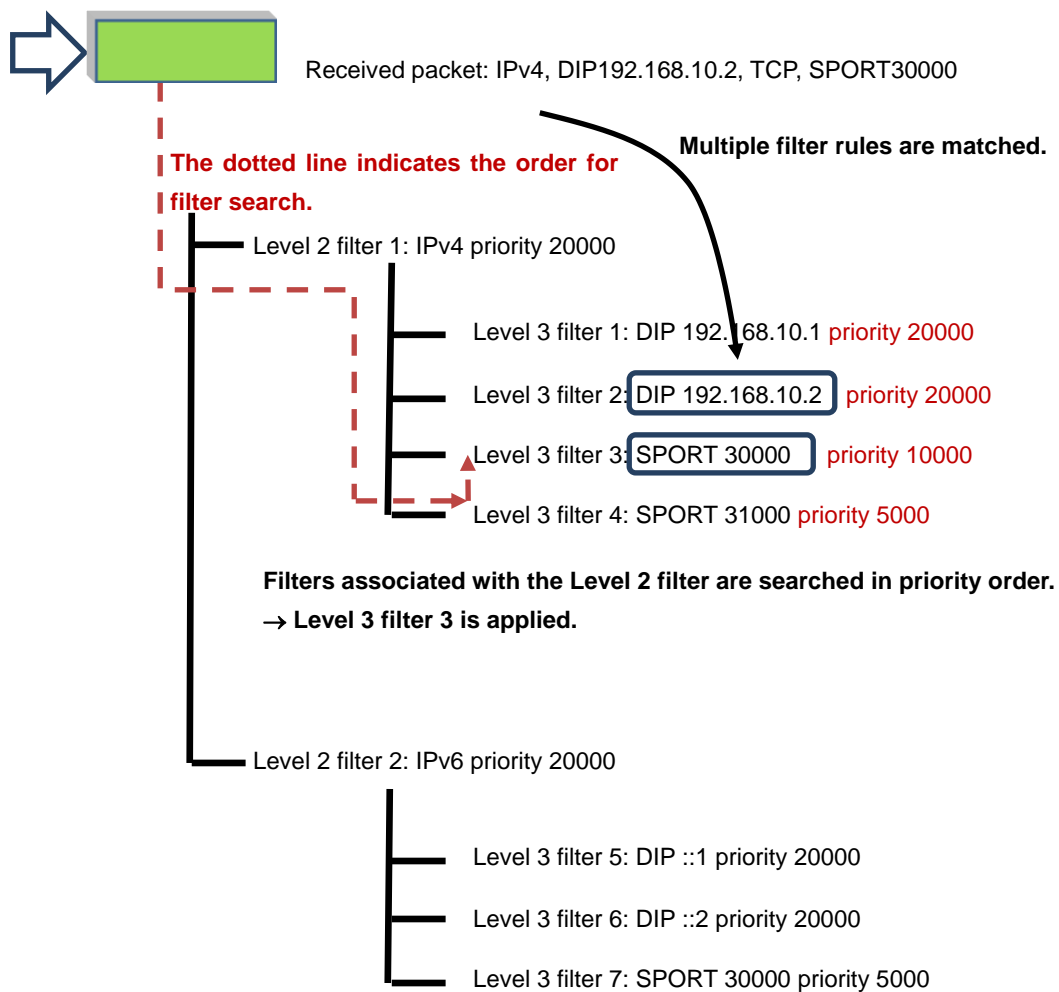 Received packet: IPv4, DIP192.168.10.2, TCP, SPORT30000
Multiple filter rules are matched.
The dotted line indicates the order for
filter search.
Level 2 filter 1: IPv4 priority 20000
Level 3 filter 1: DIP 192.168.10.1 priority 20000
Level 3 filter 2: DIP 192.168.10.2 priority 20000
Level 3 filter 3: SPORT 30000 priority 10000
Level 3 filter 4: SPORT 31000 priority 5000
Filters associated with the Level 2 filter are searched in priority order.
→ Level 3 filter 3 is applied.
Level 2 filter 2: IPv6 priority 20000
Level 3 filter 5: DIP ::1 priority 20000
Level 3 filter 6: DIP ::2 priority 20000
Level 3 filter 7: SPORT 30000 priority 5000